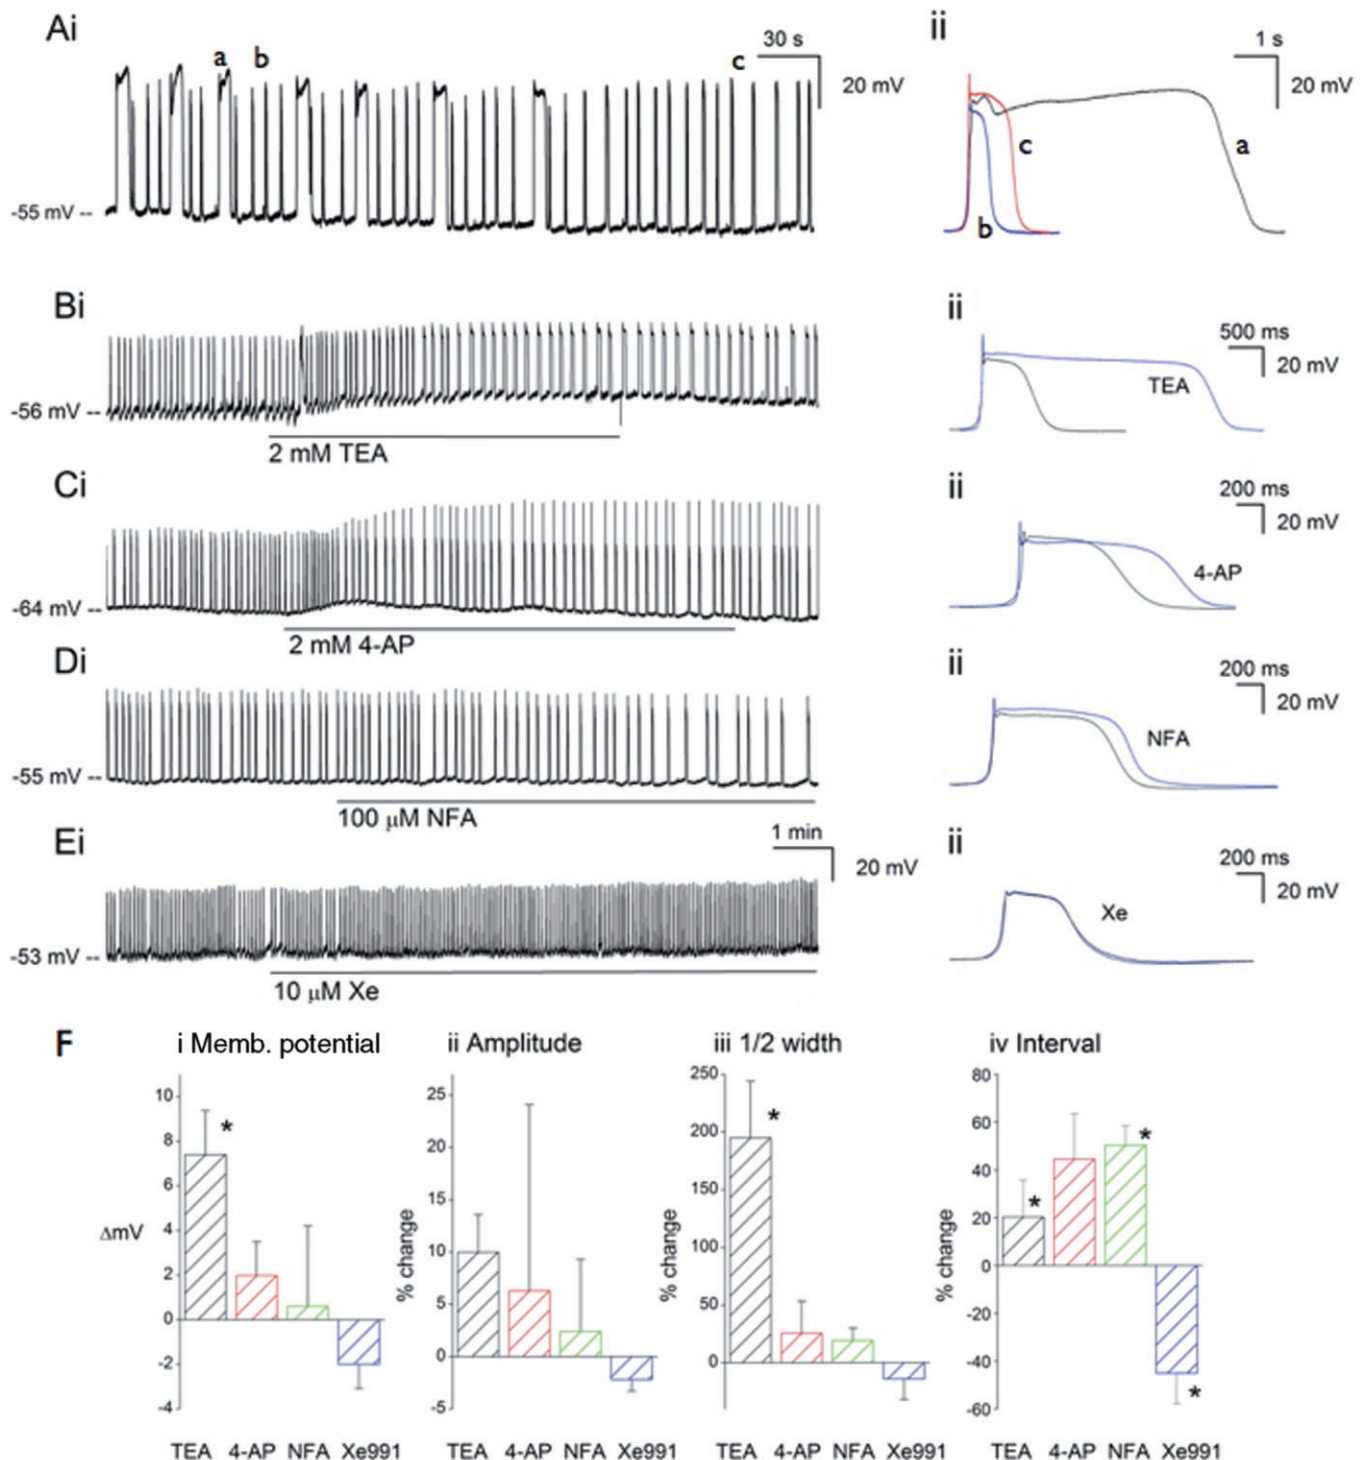 Ai
a b c
30 s
20 mV
-55 mV --
ii
1 s
20 mV
a
b
c
Bi
-56 mV --
2 mM TEA
ii
500 ms
20 mV
TEA
Ci
-64 mV --
2 mM 4-AP
ii
200 ms
20 mV
4-AP
Di
-55 mV --
100 μM NFA
ii
200 ms
20 mV
NFA
Ei
1 min
20 mV
-53 mV --
10 μM Xe
ii
200 ms
20 mV
Xe
F
i Memb. potential
ΔmV
10
8
6
4
2
0
-2
-4
*
TEA 4-AP NFA Xe991
ii Amplitude
% change
25
20
15
10
5
0
-5
TEA 4-AP NFA Xe991
iii 1/2 width
% change
250
200
150
100
50
0
*
TEA 4-AP NFA Xe991
iv Interval
% change
80
60
40
20
0
-20
-40
-60
*
*
*
TEA 4-AP NFA Xe991